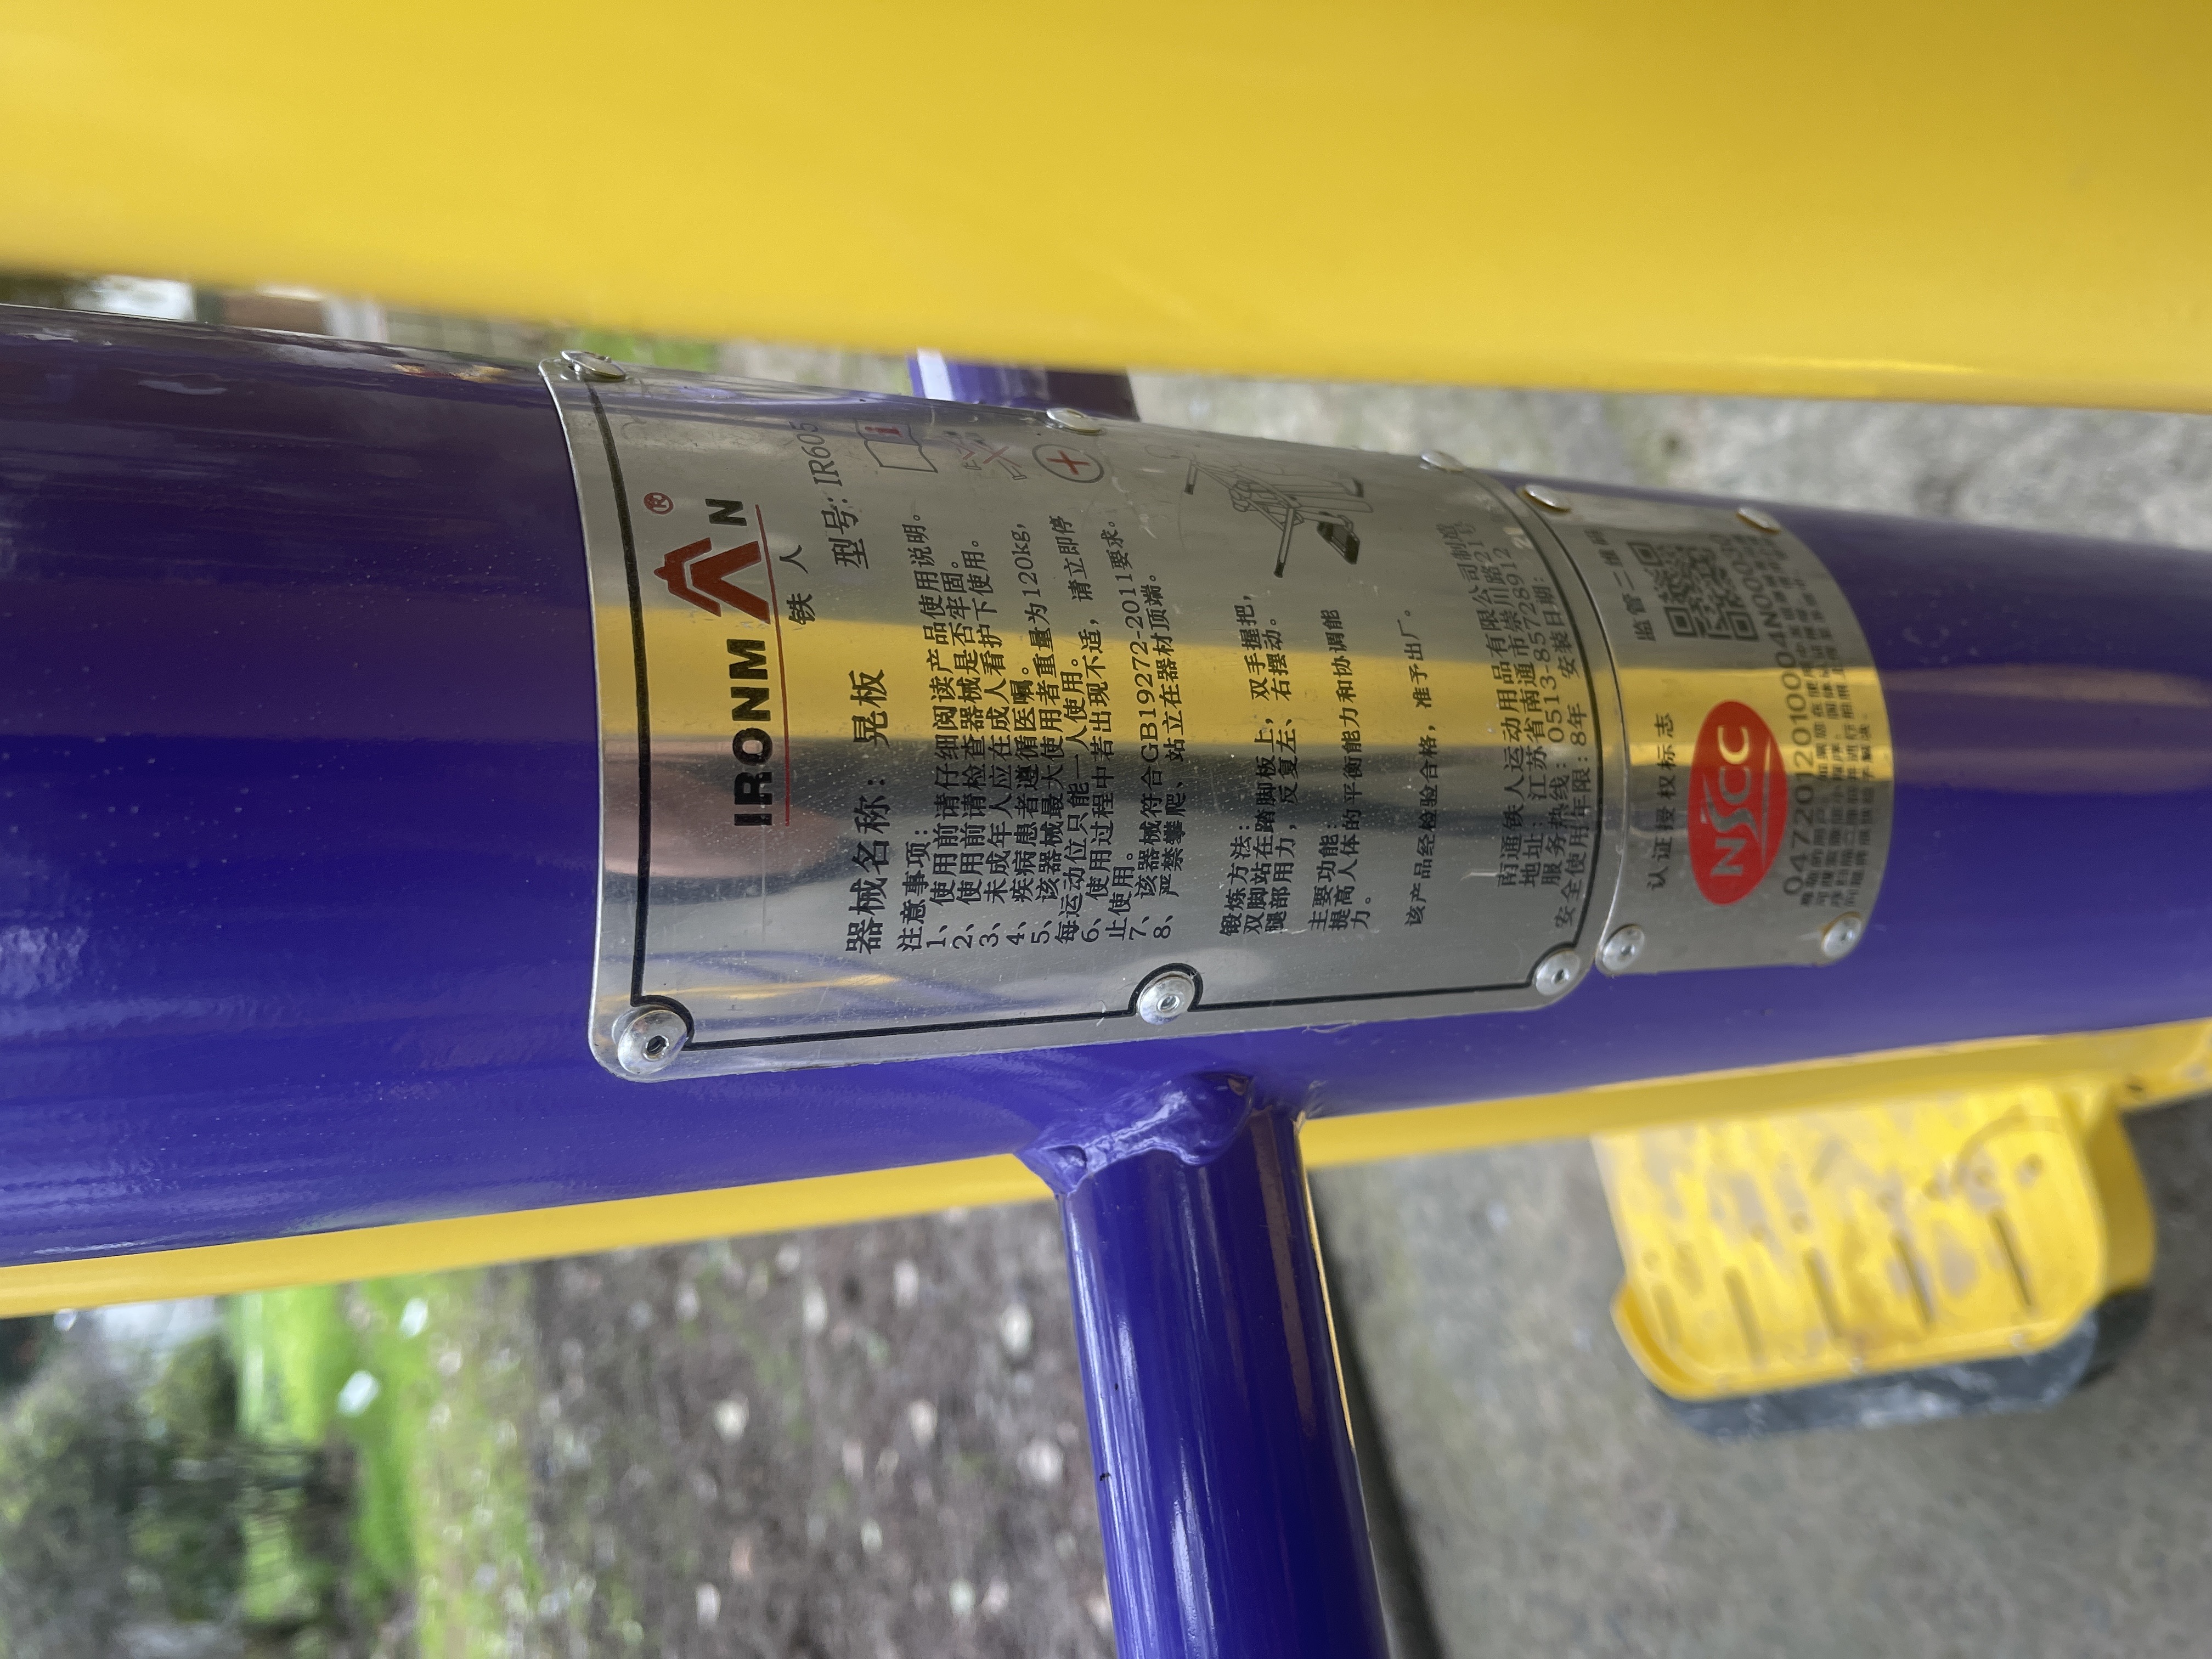 IRONMAN®
铁 人
器械名称： 晃板 型号：IR605
注意事项：
1、使用前请仔细阅读产品使用说明。
2、使用前请检查器械是否牢固。
3、未成年人应在成人看护下使用。
4、疾病患者遵循医嘱。
5、该器械最大使用者重量为120kg，
每运动位只能一人使用。
6、使用过程中若出现不适，请立即停
止使用。
7、该器械符合GB19272-2011要求。
8、严禁攀爬、站立在器材顶端。
锻炼方法：
双脚站在踏脚板上，双手握把，
腿部用力，反复左、右摆动。
主要功能：
提高人体的平衡能力和协调能
力。
该产品经检验合格，准予出厂。
南通铁人运动用品有限公司制造
地址：江苏省南通市崇川路21号
服务热线：0513-85728912
安全使用年限：8年 安装日期：
认证授权标志 监管二维码
NSCC